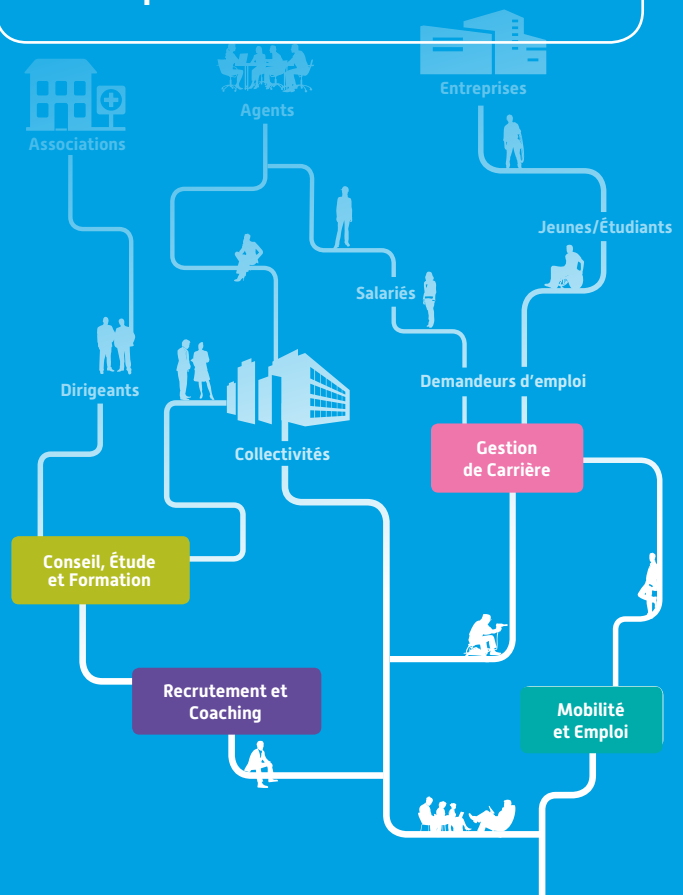 Entreprises
Agents
Associations
Jeunes/Étudiants
Salariés
Demandeurs d'emploi
Dirigeants
Collectivités
Gestion
de Carrière
Conseil, Étude
et Formation
Recrutement et
Coaching
Mobilité
et Emploi